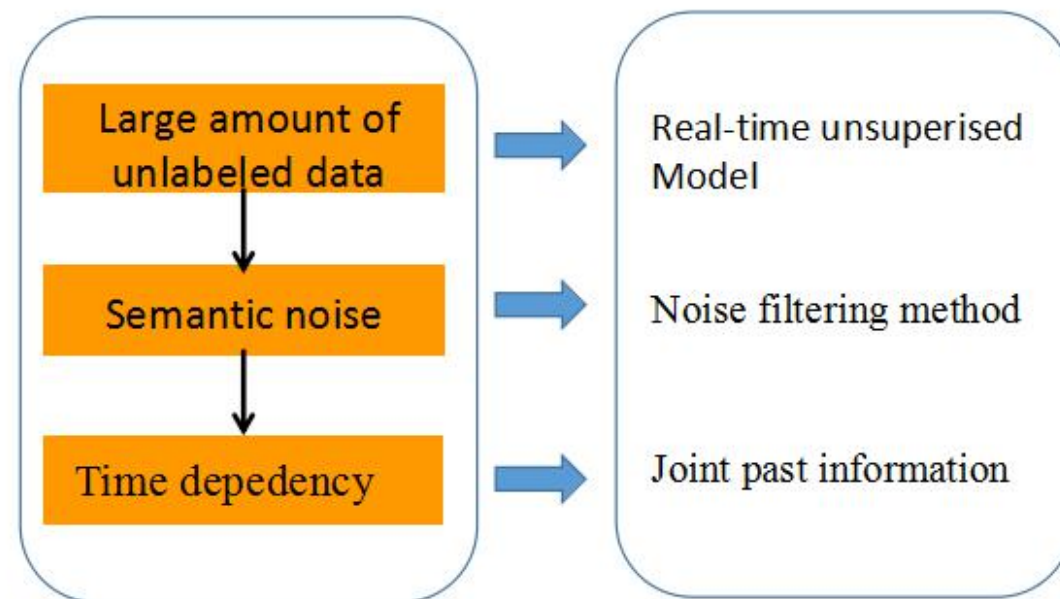 Large amount of
unlabeled data
Semantic noise
Time depedency
Real-time unsuperised
Model
Noise filtering method
Joint past information